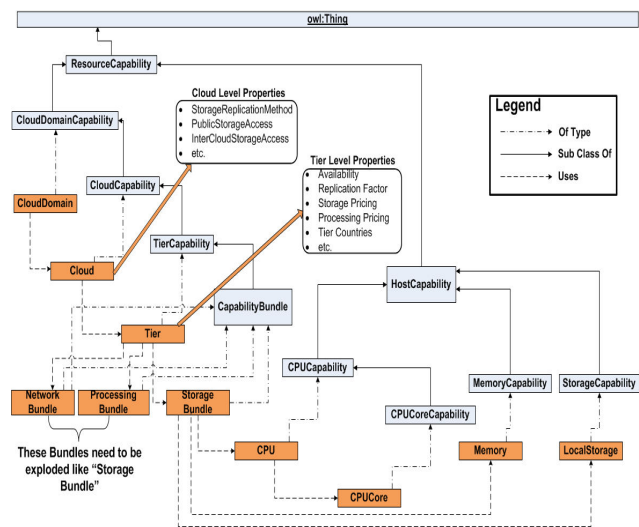 owl:Thing
ResourceCapability
Cloud Level Properties
StorageReplicationMethod
PublicStorageAccess
InterCloudStorageAccess
etc.
Legend
Of Type
Sub Class Of
Uses
CloudDomainCapability
Tier Level Properties
Availability
Replication Factor
Storage Pricing
Processing Pricing
Tier Countries
etc.
CloudCapability
CloudDomain
TierCapability
Cloud
HostCapability
CapabilityBundle
Tier
CPUCapability
MemoryCapability
StorageCapability
Network
Bundle
Processing
Bundle
Storage
Bundle
CPUCoreCapability
These Bundles need to be
exploded like “Storage
Bundle”
CPU
Memory
LocalStorage
CPUCore